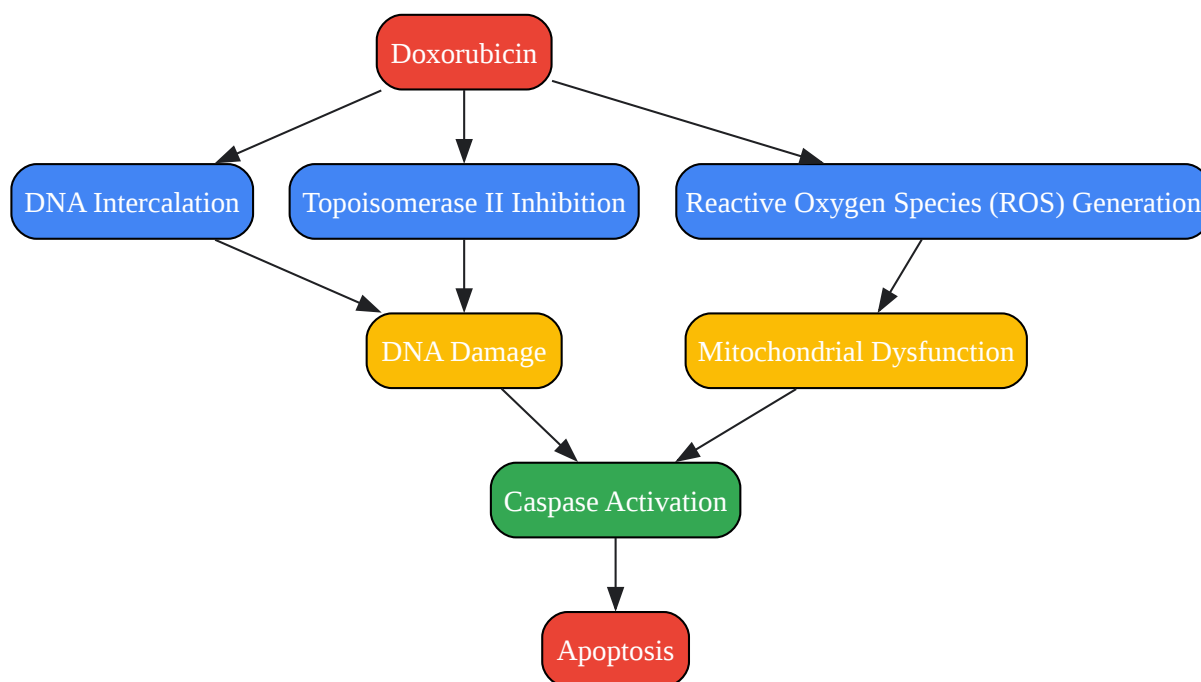 Doxorubicin
DNA Intercalation
Topoisomerase II Inhibition
Reactive Oxygen Species (ROS) Generation
DNA Damage
Mitochondrial Dysfunction
Caspase Activation
Apoptosis